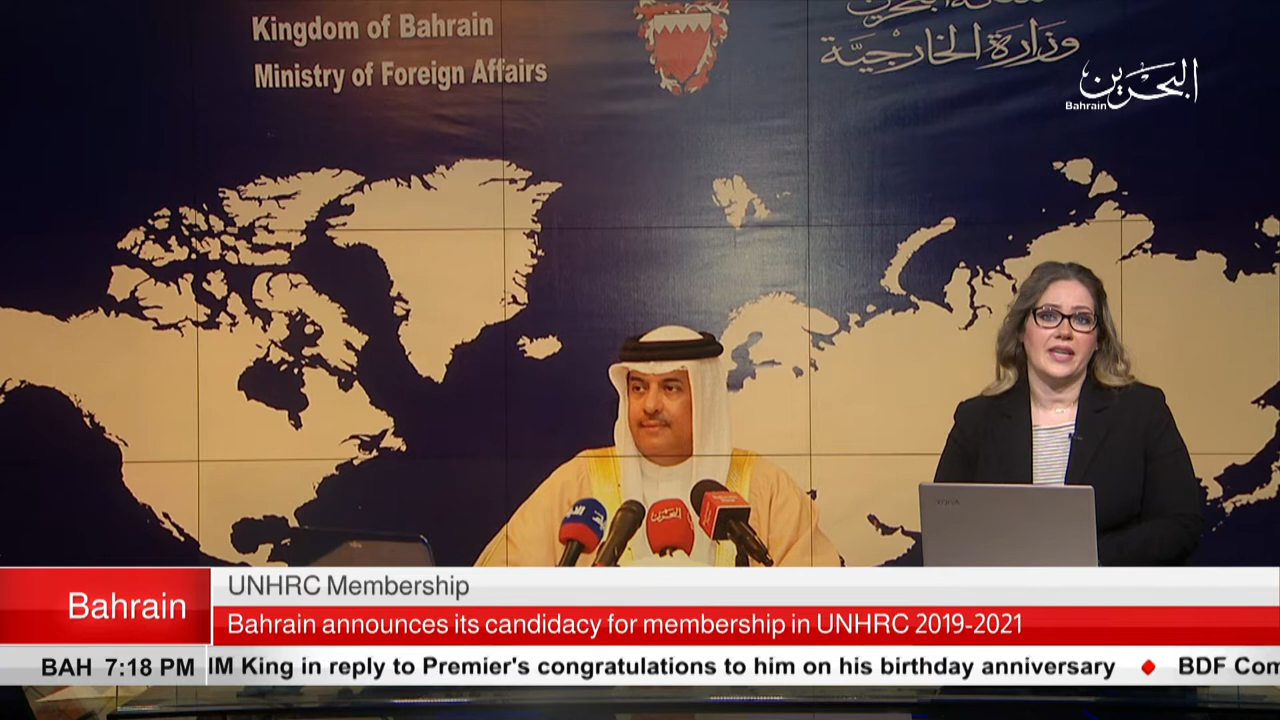 Kingdom of Bahrain
Ministry of Foreign Affairs
وزارة الخارجية
البحرين
Bahrain
البحرين
Bahrain
UNHRC Membership
Bahrain announces its candidacy for membership in UNHRC 2019-2021
BAH 7:18 PM
IM King in reply to Premier's congratulations to him on his birthday anniversary
BDF Com